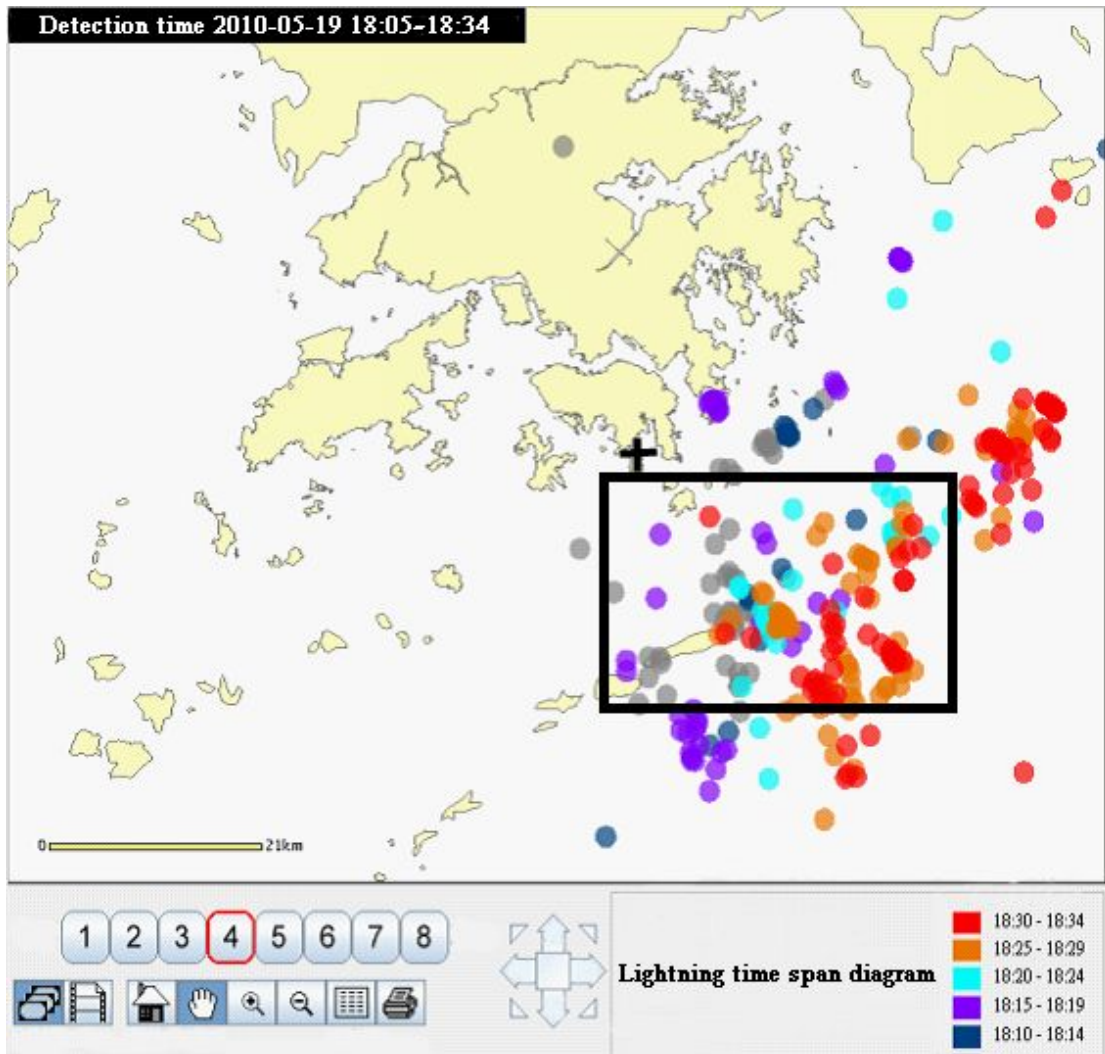 Detection time 2010-05-19 18:05~18:34
0 21km
1 2 3 4 5 6 7 8
Lightning time span diagram
18:30 - 18:34
18:25 - 18:29
18:20 - 18:24
18:15 - 18:19
18:10 - 18:14